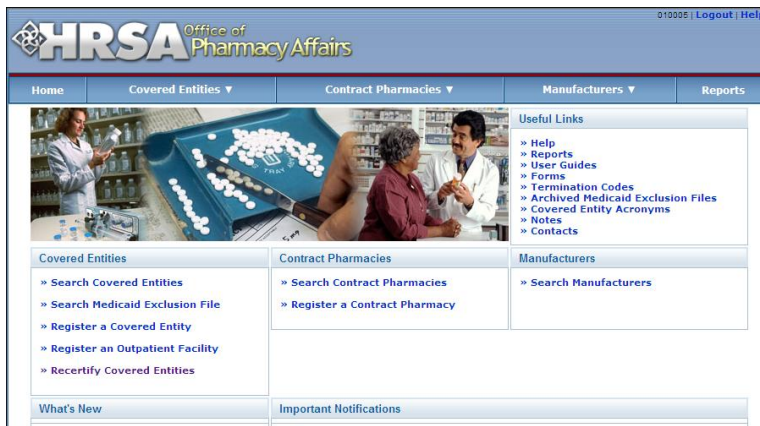 010005 | Logout | Help
HRSA Office of
Pharmacy Affairs
Home Covered Entities ▼ Contract Pharmacies ▼ Manufacturers ▼ Reports
TRAY
5 mg
Useful Links
» Help
» Reports
» User Guides
» Forms
» Termination Codes
» Archived Medicaid Exclusion Files
» Covered Entity Acronyms
» Notes
» Contacts
Covered Entities
» Search Covered Entities
» Search Medicaid Exclusion File
» Register a Covered Entity
» Register an Outpatient Facility
» Recertify Covered Entities
Contract Pharmacies
» Search Contract Pharmacies
» Register a Contract Pharmacy
Manufacturers
» Search Manufacturers
What's New
Important Notifications